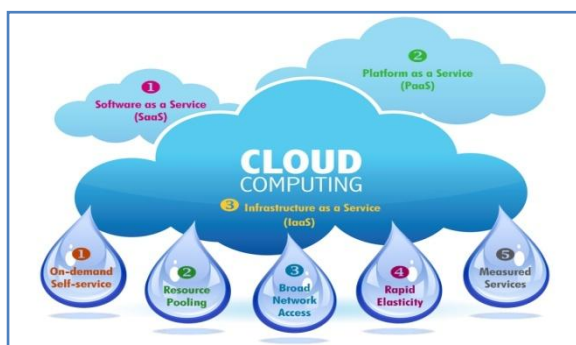 1
Software as a Service
(SaaS)
2
Platform as a Service
(PaaS)
CLOUD
COMPUTING
3 Infrastructure as a Service
(IaaS)
1
On-demand
Self-service
2
Resource
Pooling
3
Broad
Network
Access
4
Rapid
Elasticity
5
Measured
Services